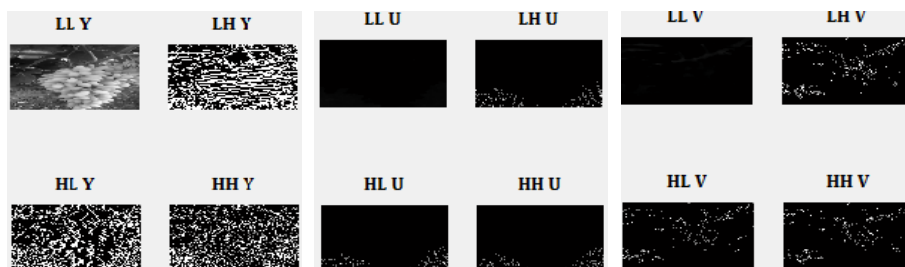 LL Y
LH Y
LL U
LH U
LL V
LH V
HL Y
HH Y
HL U
HH U
HL V
HH V